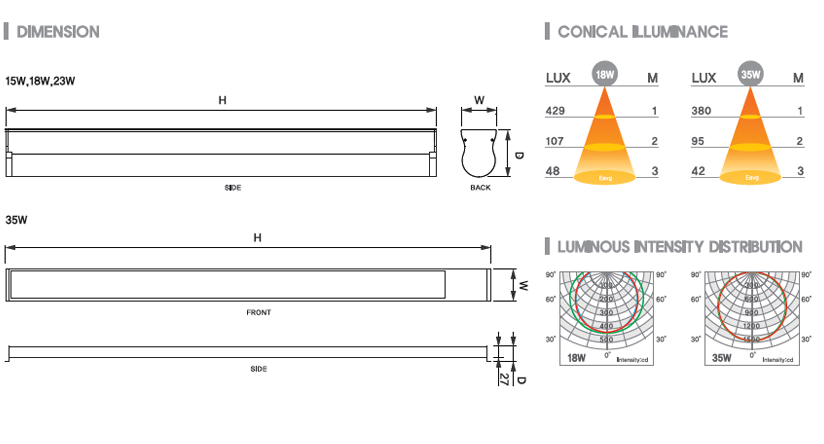 DIMENSION
15W,18W,23W
H
W
D
SIDE
BACK
35W
H
W
FRONT
SIDE
27
D
CONICAL ILLUMINANCE
LUX 18W M
429 1
107 2
48 3
Eavg
LUX 35W M
380 1
95 2
42 3
Eavg
LUMINOUS INTENSITY DISTRIBUTION
90° 90°
60° 60°
30° 30°
200
300
400
500
0°
18W Intensity:cd
90° 90°
60° 60°
30° 30°
600
900
1200
1500
0°
35W Intensity:cd